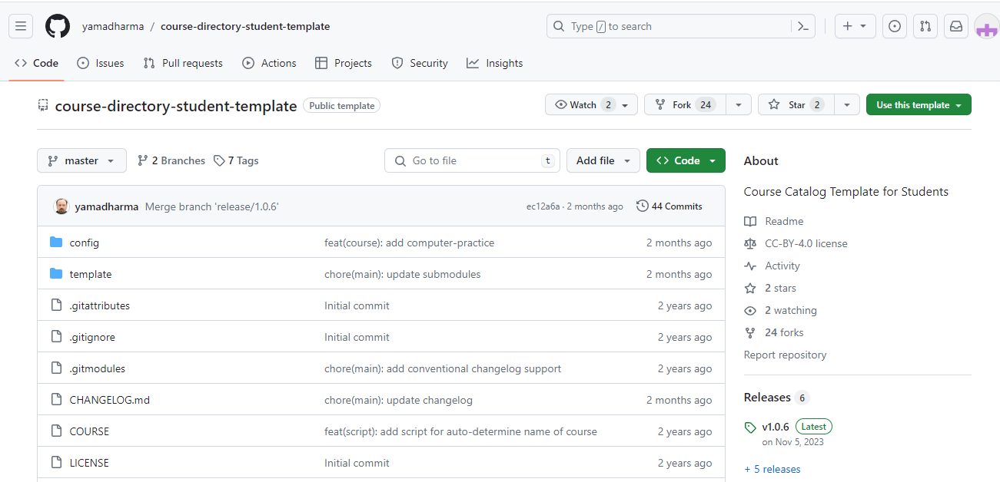 yamadharma / course-directory-student-template
Type / to search
Code Issues Pull requests Actions Projects Security Insights
course-directory-student-template Public template
Watch 2 Fork 24 Star 2 Use this template
master 2 Branches 7 Tags
Go to file t Add file <> Code
yamadharma Merge branch 'release/1.0.6' ec12a6a · 2 months ago 44 Commits
config feat(course): add computer-practice 2 months ago
template chore(main): update submodules 2 months ago
.gitattributes Initial commit 2 years ago
.gitignore Initial commit 2 years ago
.gitmodules chore(main): add conventional changelog support 2 years ago
CHANGELOG.md chore(main): update changelog 2 months ago
COURSE feat(script): add script for auto-determine name of course 2 years ago
LICENSE Initial commit 2 years ago
About
Course Catalog Template for Students
Readme
CC-BY-4.0 license
Activity
2 stars
2 watching
24 forks
Report repository
Releases 6
v1.0.6 Latest
on Nov 5, 2023
+ 5 releases